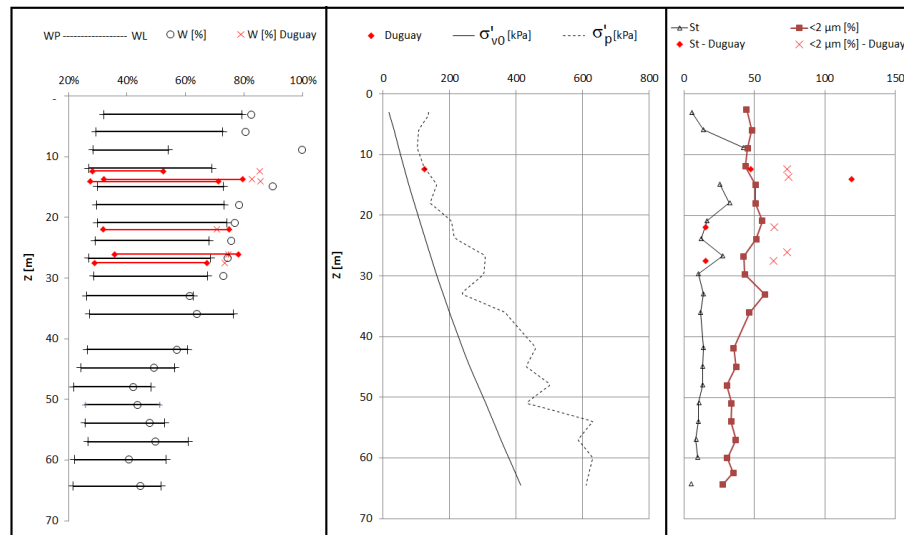 WP WL W [%] W [%] Duguay
20% 40% 60% 80% 100%
-
10
20
30
40
50
60
70
Z [m]
Duguay σ'v0 [kPa] σ'p [kPa]
0 200 400 600 800
0
10
20
30
40
50
60
70
Z [m]
St <2 µm [%]
St - Duguay <2 µm [%] - Duguay
0 50 100 150